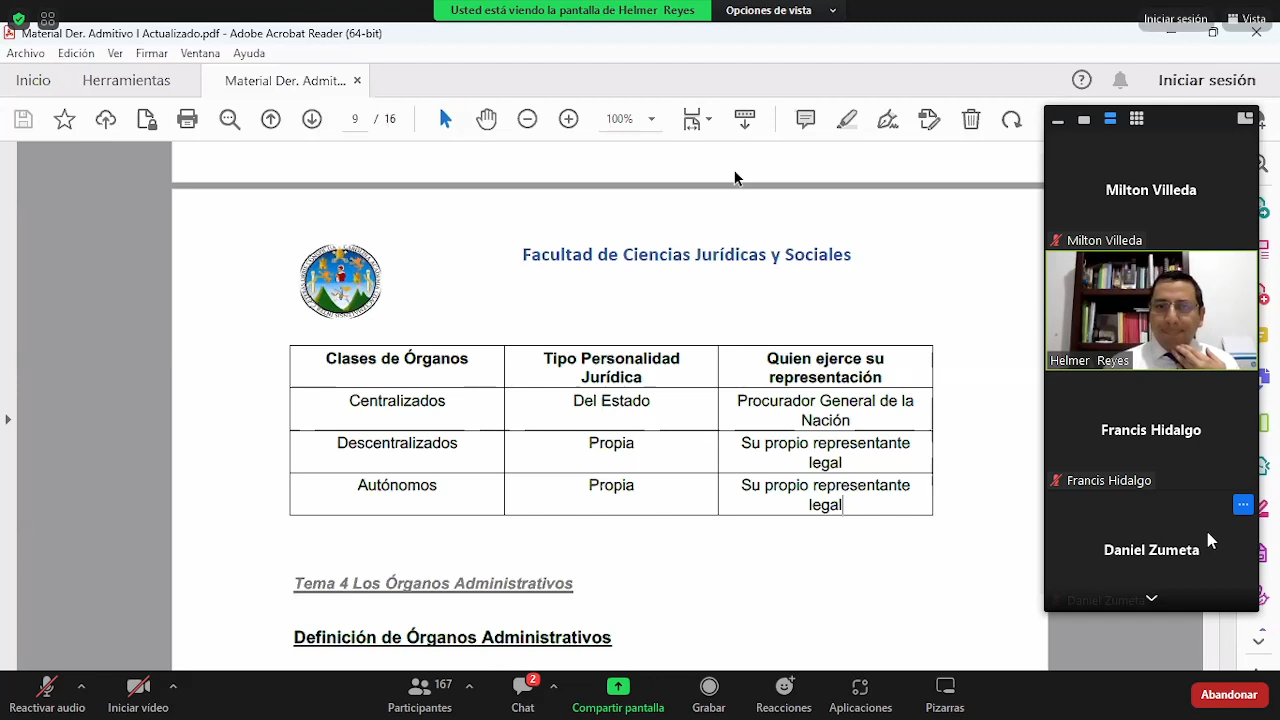 Usted está viendo la pantalla de Helmer Reyes
Opciones de vista
Iniciar sesión
Vista
Material Der. Admitivo I Actualizado.pdf - Adobe Acrobat Reader (64-bit)
Archivo Edición Ver Firmar Ventana Ayuda
Inicio Herramientas Material Der. Admit... × Iniciar sesión
9 / 16 100%
Milton Villeda
Milton Villeda
Helmer Reyes
Francis Hidalgo
Francis Hidalgo
Daniel Zumeta
Daniel Zumeta
Facultad de Ciencias Jurídicas y Sociales
Clases de Órganos
Tipo Personalidad
Jurídica
Quien ejerce su
representación
Centralizados
Del Estado
Procurador General de la
Nación
Descentralizados
Propia
Su propio representante
legal
Autónomos
Propia
Su propio representante
legal
Tema 4 Los Órganos Administrativos
Definición de Órganos Administrativos
Reactivar audio
Iniciar vídeo
167
Participantes
2
Chat
Compartir pantalla
Grabar
Reacciones
Aplicaciones
Pizarras
Abandonar